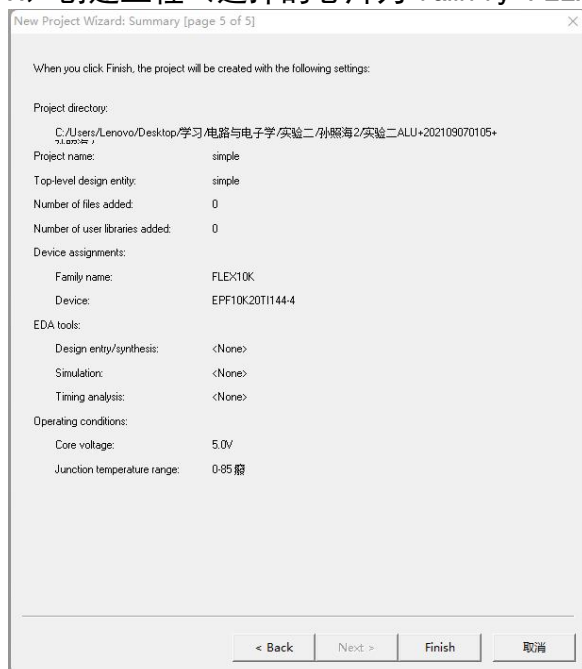 New Project Wizard: Summary [page 5 of 5]
When you click Finish, the project will be created with the following settings:
Project directory:
C:/Users/Lenovo/Desktop/学习/电路与电子学/实验二/孙照海2/实验二ALU+202109070105+
Project name: simple
Top-level design entity: simple
Number of files added: 0
Number of user libraries added: 0
Device assignments:
Family name: FLEX10K
Device: EPF10K20TI144-4
EDA tools:
Design entry/synthesis: <None>
Simulation: <None>
Timing analysis: <None>
Operating conditions:
Core voltage: 5.0V
Junction temperature range: 0-85 癈
< Back Next > Finish 取消